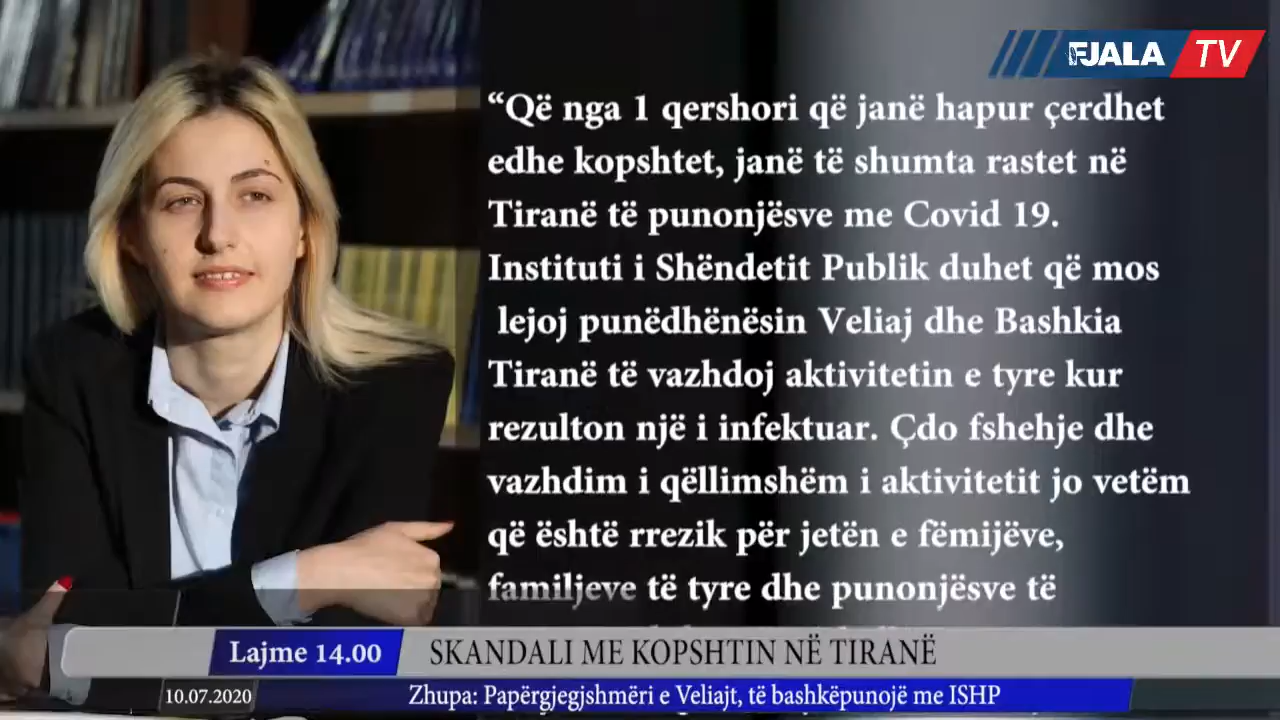 FJALA TV
“Që nga 1 qershori që janë hapur çerdhet
edhe kopshtet, janë të shumta rastet në
Tiranë të punonjësve me Covid 19.
Instituti i Shëndetit Publik duhet që mos
lejoj punëdhënësin Veliaj dhe Bashkia
Tiranë të vazhdoj aktivitetin e tyre kur
rezulton një i infektuar. Çdo fshehje dhe
vazhdim i qëllimshëm i aktivitetit jo vetëm
që është rrezik për jetën e fëmijëve,
familjeve të tyre dhe punonjësve të
Lajme 14.00
SKANDALI ME KOPSHTIN NË TIRANË
10.07.2020
Zhupa: Papërgjegjshmëri e Veliajt, të bashkëpunojë me ISHP